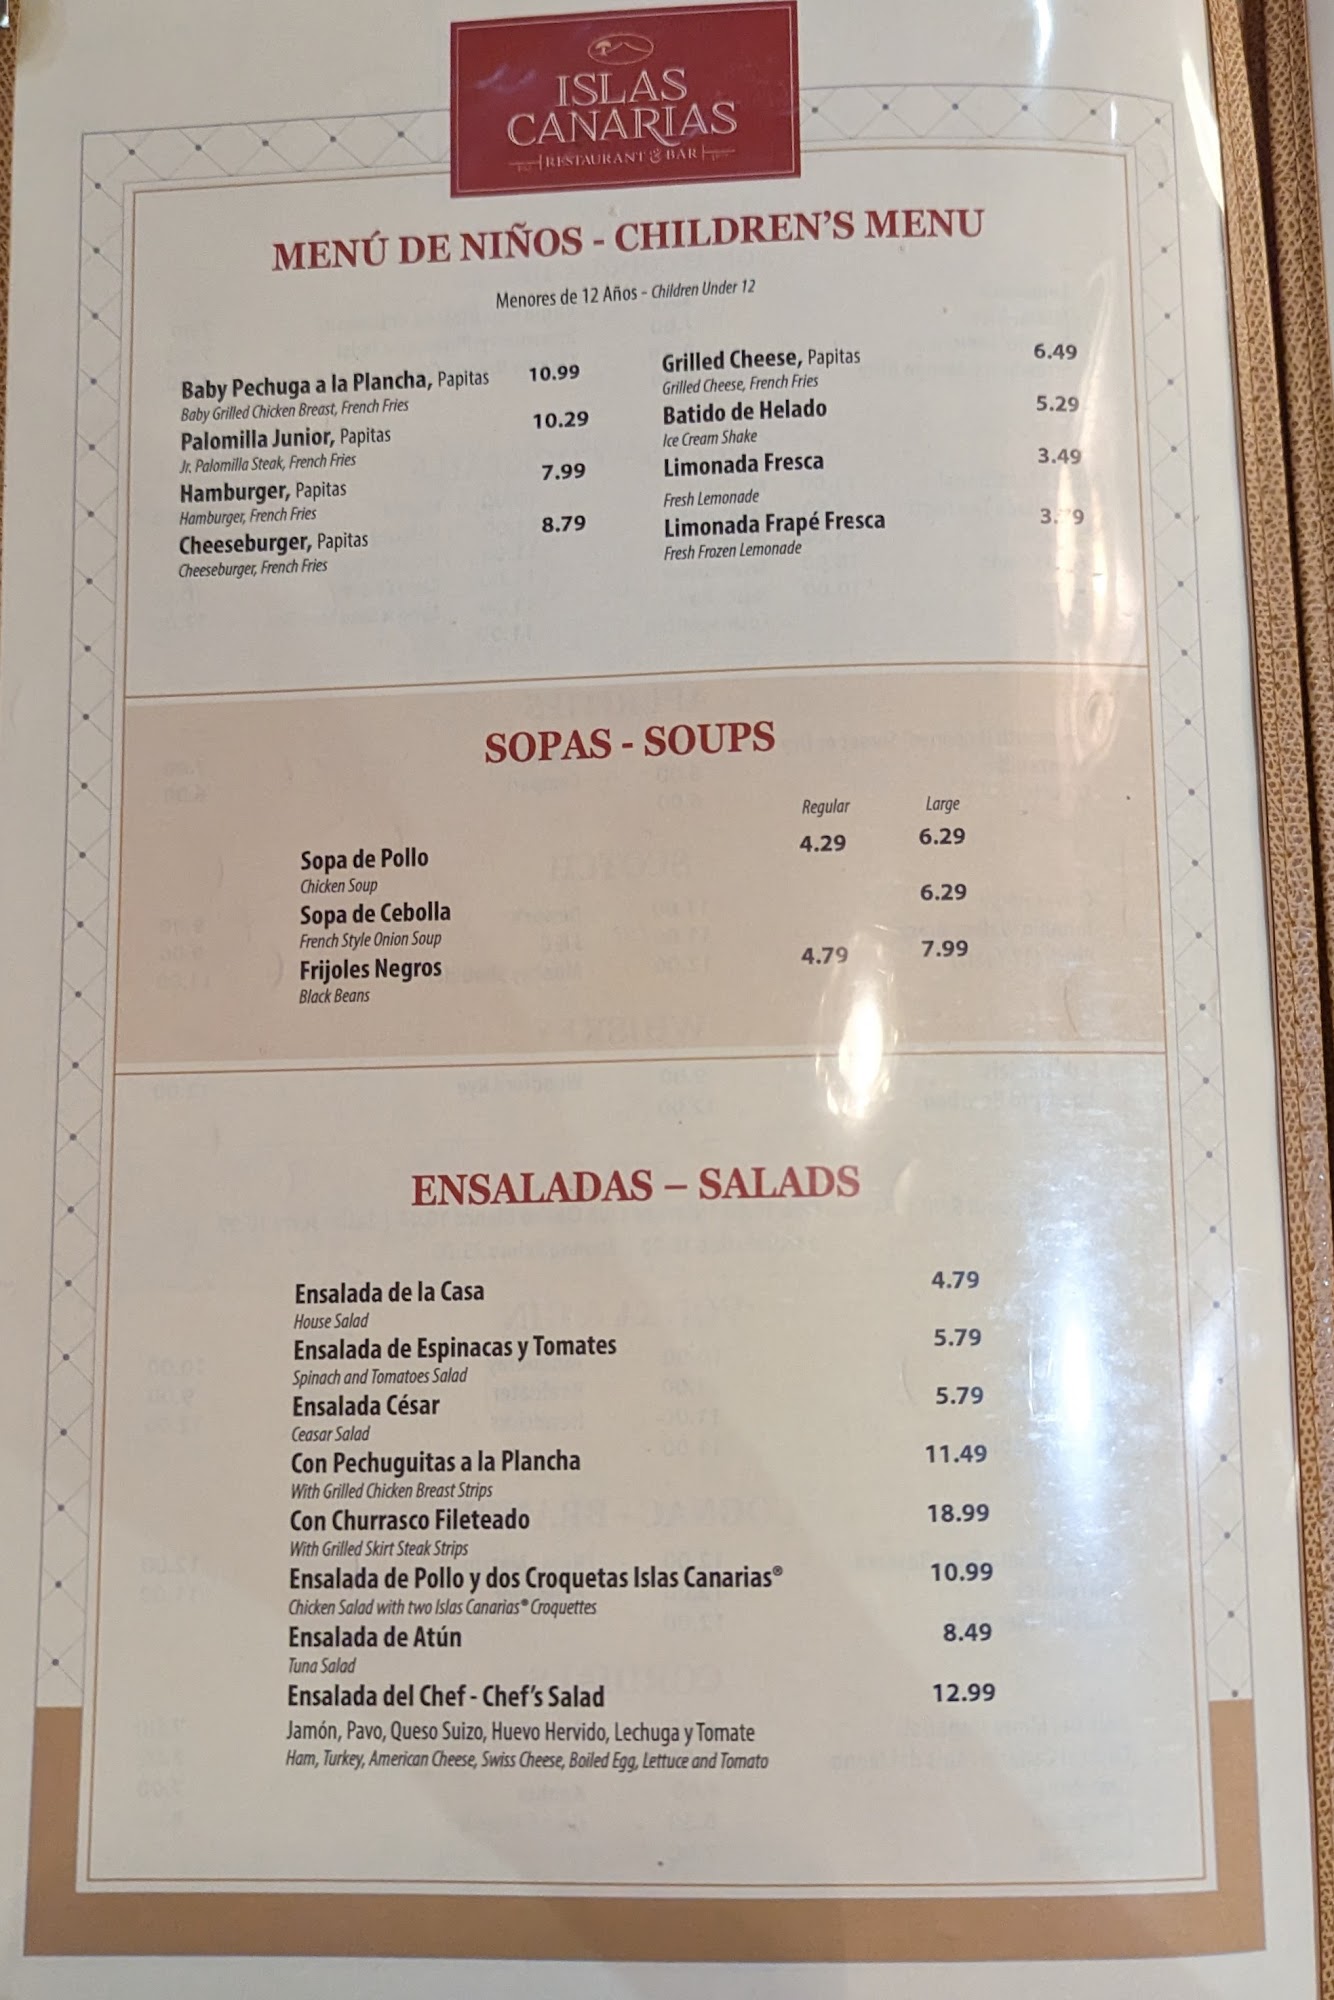 ISLAS
CANARIAS
RESTAURANT & BAR
MENÚ DE NIÑOS - CHILDREN'S MENU
Menores de 12 Años - Children Under 12
Baby Pechuga a la Plancha, Papitas 10.99
Baby Grilled Chicken Breast, French Fries
Palomilla Junior, Papitas 10.29
Jr. Palomilla Steak, French Fries
Hamburger, Papitas 7.99
Hamburger, French Fries
Cheeseburger, Papitas 8.79
Cheeseburger, French Fries
Grilled Cheese, Papitas 6.49
Grilled Cheese, French Fries
Batido de Helado 5.29
Ice Cream Shake
Limonada Fresca 3.49
Fresh Lemonade
Limonada Frapé Fresca
Fresh Frozen Lemonade
SOPAS - SOUPS
Regular Large
Sopa de Pollo 4.29 6.29
Chicken Soup
Sopa de Cebolla 6.29
French Style Onion Soup
Frijoles Negros 4.79 7.99
Black Beans
ENSALADAS – SALADS
Ensalada de la Casa 4.79
House Salad
Ensalada de Espinacas y Tomates 5.79
Spinach and Tomatoes Salad
Ensalada César 5.79
Ceasar Salad
Con Pechuguitas a la Plancha 11.49
With Grilled Chicken Breast Strips
Con Churrasco Fileteado 18.99
With Grilled Skirt Steak Strips
Ensalada de Pollo y dos Croquetas Islas Canarias® 10.99
Chicken Salad with two Islas Canarias® Croquettes
Ensalada de Atún 8.49
Tuna Salad
Ensalada del Chef - Chef's Salad 12.99
Jamón, Pavo, Queso Suizo, Huevo Hervido, Lechuga y Tomate
Ham, Turkey, American Cheese, Swiss Cheese, Boiled Egg, Lettuce and Tomato